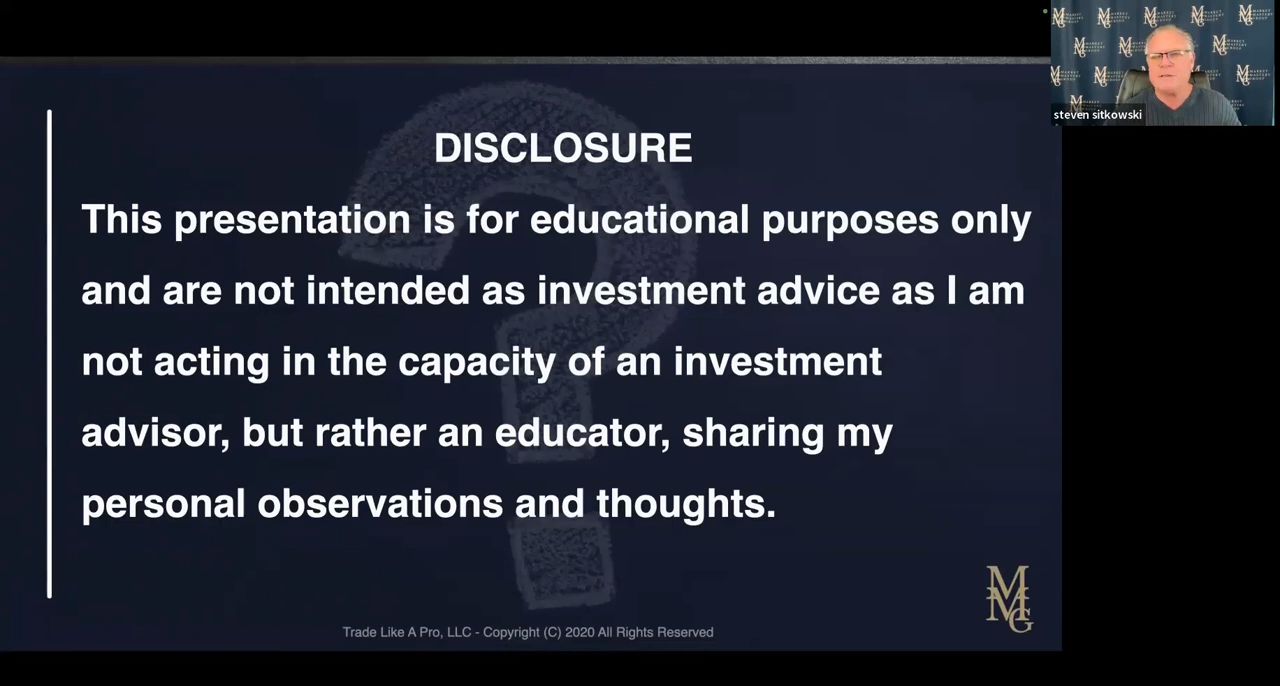 DISCLOSURE
This presentation is for educational purposes only
and are not intended as investment advice as I am
not acting in the capacity of an investment
advisor, but rather an educator, sharing my
personal observations and thoughts.
Trade Like A Pro, LLC - Copyright (C) 2020 All Rights Reserved
MMG
steven sitkowski